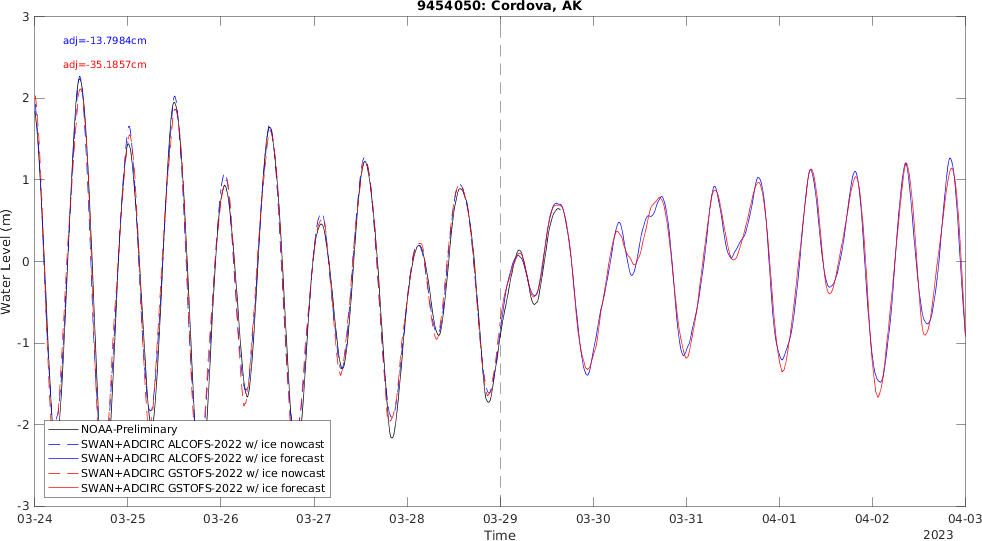 9454050: Cordova, AK
adj=-13.7984cm
adj=-35.1857cm
Water Level (m)
3
2
1
0
-1
-2
-3
NOAA-Preliminary
SWAN+ADCIRC ALCOFS-2022 w/ ice nowcast
SWAN+ADCIRC ALCOFS-2022 w/ ice forecast
SWAN+ADCIRC GSTOFS-2022 w/ ice nowcast
SWAN+ADCIRC GSTOFS-2022 w/ ice forecast
03-24 03-25 03-26 03-27 03-28 03-29 03-30 03-31 04-01 04-02 04-03
Time
2023